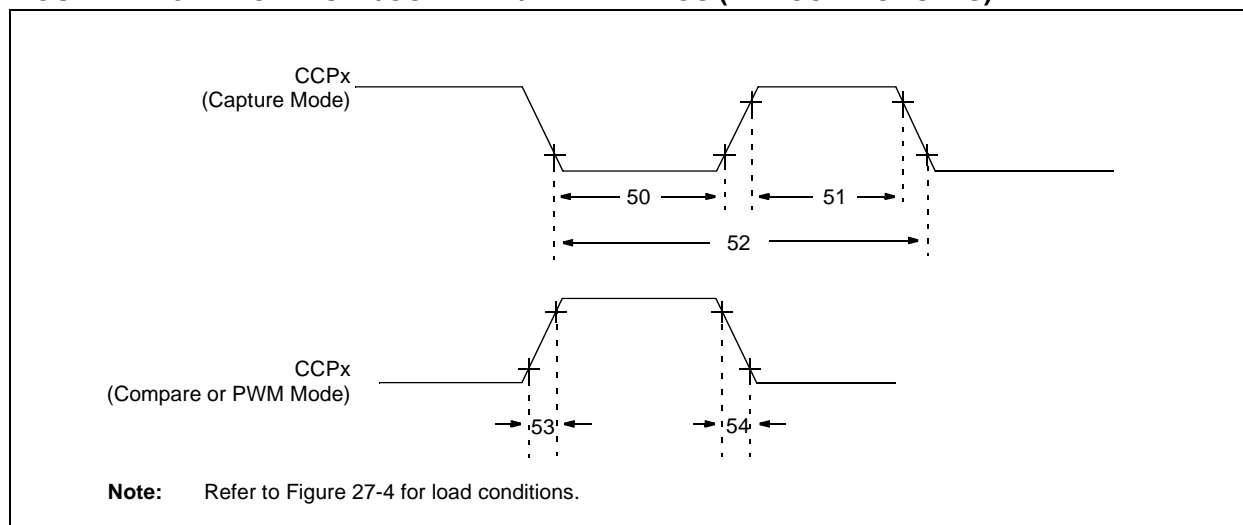 CCPx
(Capture Mode)
50
51
52
CCPx
(Compare or PWM Mode)
53
54
Note: Refer to Figure 27-4 for load conditions.